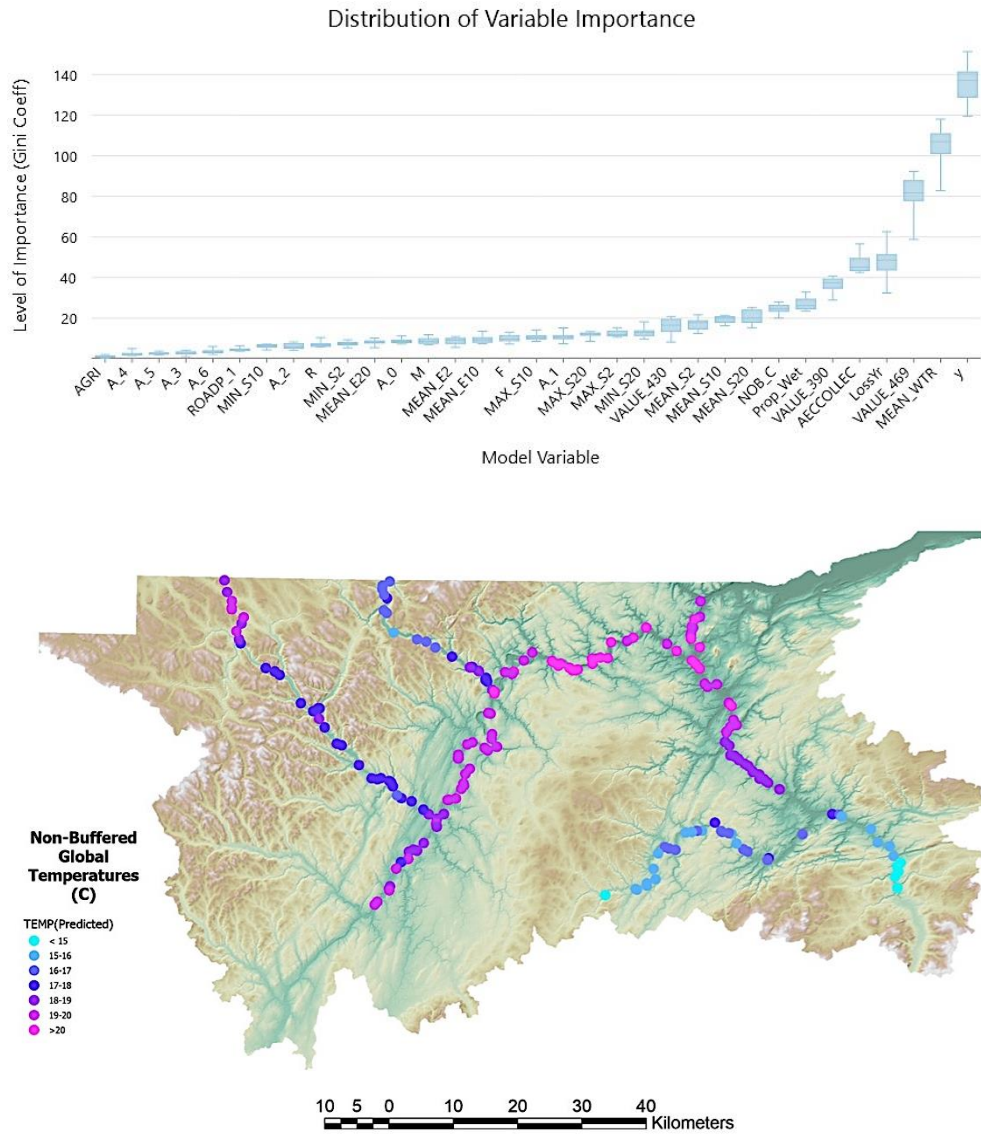 Distribution of Variable Importance
Level of Importance (Gini Coeff)
140
120
100
80
60
40
20
AGRI
A_4
A_5
A_3
A_6
ROADP_1
MIN_S10
A_2
R
MIN_S2
MEAN_E20
A_0
M
MEAN_E2
MEAN_E10
F
MAX_S10
A_1
MAX_S20
MAX_S2
MIN_S20
VALUE_430
MEAN_S2
MEAN_S10
MEAN_S20
NOB_C
Prop_Wet
VALUE_390
AECCOLLEC
LossYr
VALUE_469
MEAN_WTR
y
Model Variable
Non-Buffered
Global
Temperatures
(C)
TEMP(Predicted)
< 15
15-16
16-17
17-18
18-19
19-20
>20
10 5 0 10 20 30 40
Kilometers